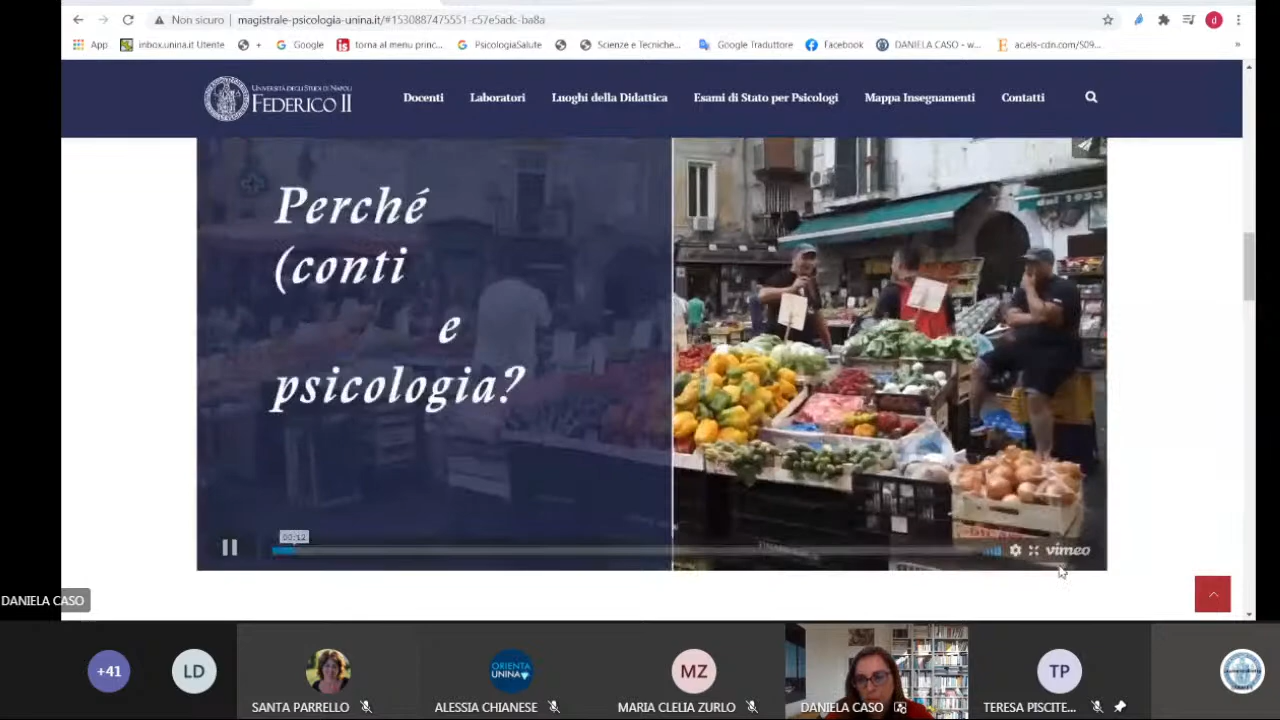 Non sicuro
magistrale-psicologia-unina.it/#1530887475551-c57e5adc-ba8a
d
App
inbox.unina.it Utente
+
Google
torna al menu princ...
PsicologiaSalute
Scienze e Tecniche...
Google Traduttore
Facebook
DANIELA CASO - w...
ac.els-cdn.com/S09...
UNIVERSITÀ DEGLI STUDI DI NAPOLI
FEDERICO II
Docenti
Laboratori
Luoghi della Didattica
Esami di Stato per Psicologi
Mappa Insegnamenti
Contatti
Perché
(conti
e
psicologia?
00:12
vimeo
DANIELA CASO
+41
LD
SANTA PARRELLO
ORIENTA
UNINA
ALESSIA CHIANESE
MZ
MARIA CLELIA ZURLO
DANIELA CASO
TP
TERESA PISCITE...